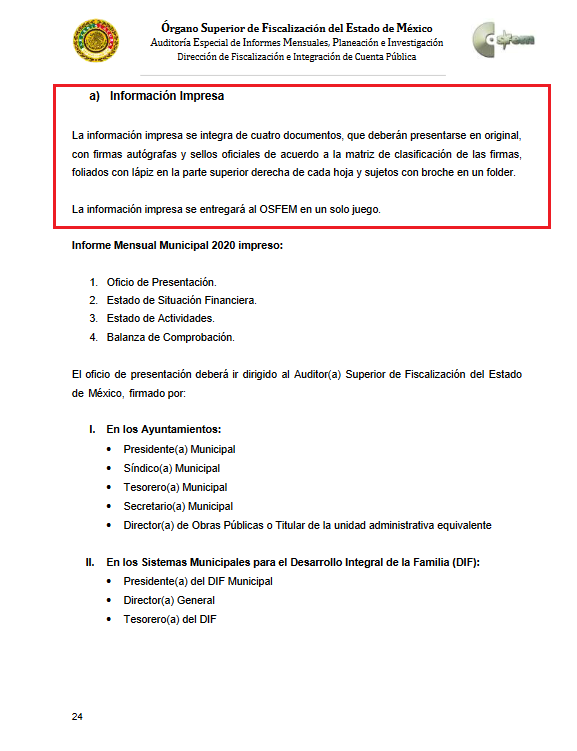 Órgano Superior de Fiscalización del Estado de México
Auditoría Especial de Informes Mensuales, Planeación e Investigación
Dirección de Fiscalización e Integración de Cuenta Pública
osfem
a) Información Impresa
La información impresa se integra de cuatro documentos, que deberán presentarse en original,
con firmas autógrafas y sellos oficiales de acuerdo a la matriz de clasificación de las firmas,
foliados con lápiz en la parte superior derecha de cada hoja y sujetos con broche en un folder.
La información impresa se entregará al OSFEM en un solo juego.
Informe Mensual Municipal 2020 impreso:
1. Oficio de Presentación.
2. Estado de Situación Financiera.
3. Estado de Actividades.
4. Balanza de Comprobación.
El oficio de presentación deberá ir dirigido al Auditor(a) Superior de Fiscalización del Estado
de México, firmado por:
I. En los Ayuntamientos:
• Presidente(a) Municipal
• Síndico(a) Municipal
• Tesorero(a) Municipal
• Secretario(a) Municipal
• Director(a) de Obras Públicas o Titular de la unidad administrativa equivalente
II. En los Sistemas Municipales para el Desarrollo Integral de la Familia (DIF):
• Presidente(a) del DIF Municipal
• Director(a) General
• Tesorero(a) del DIF
24